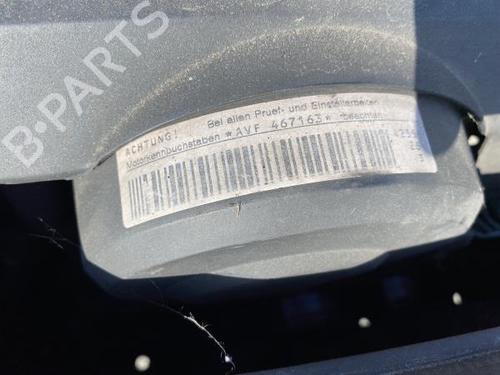 B-PARTS
ACHTUNG! Bei allen Pruef- und Einstellarbeiten
Motorkennbuchstaben *AVF 467163* beachten